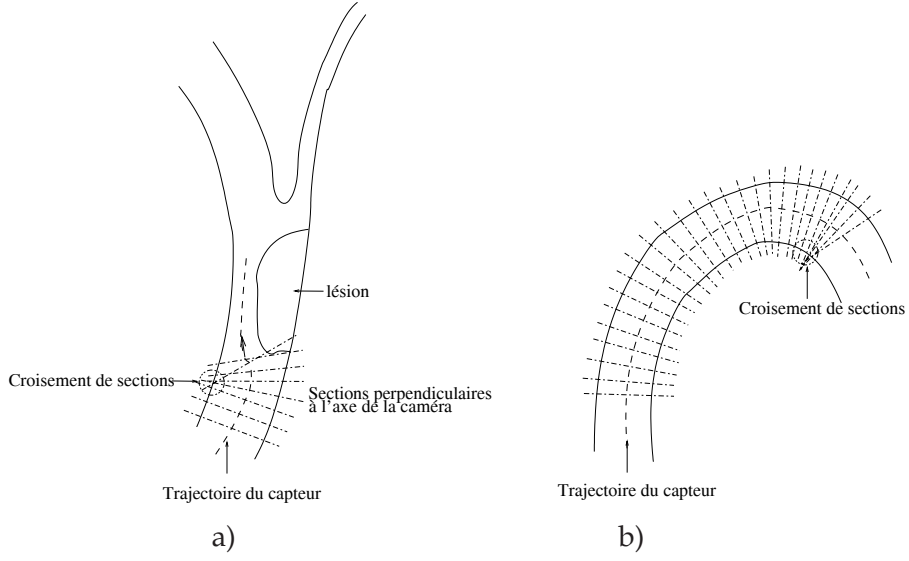 lésion
Croisement de sections
Sections perpendiculaires
à l'axe de la caméra
Trajectoire du capteur
a)
Croisement de sections
Trajectoire du capteur
b)